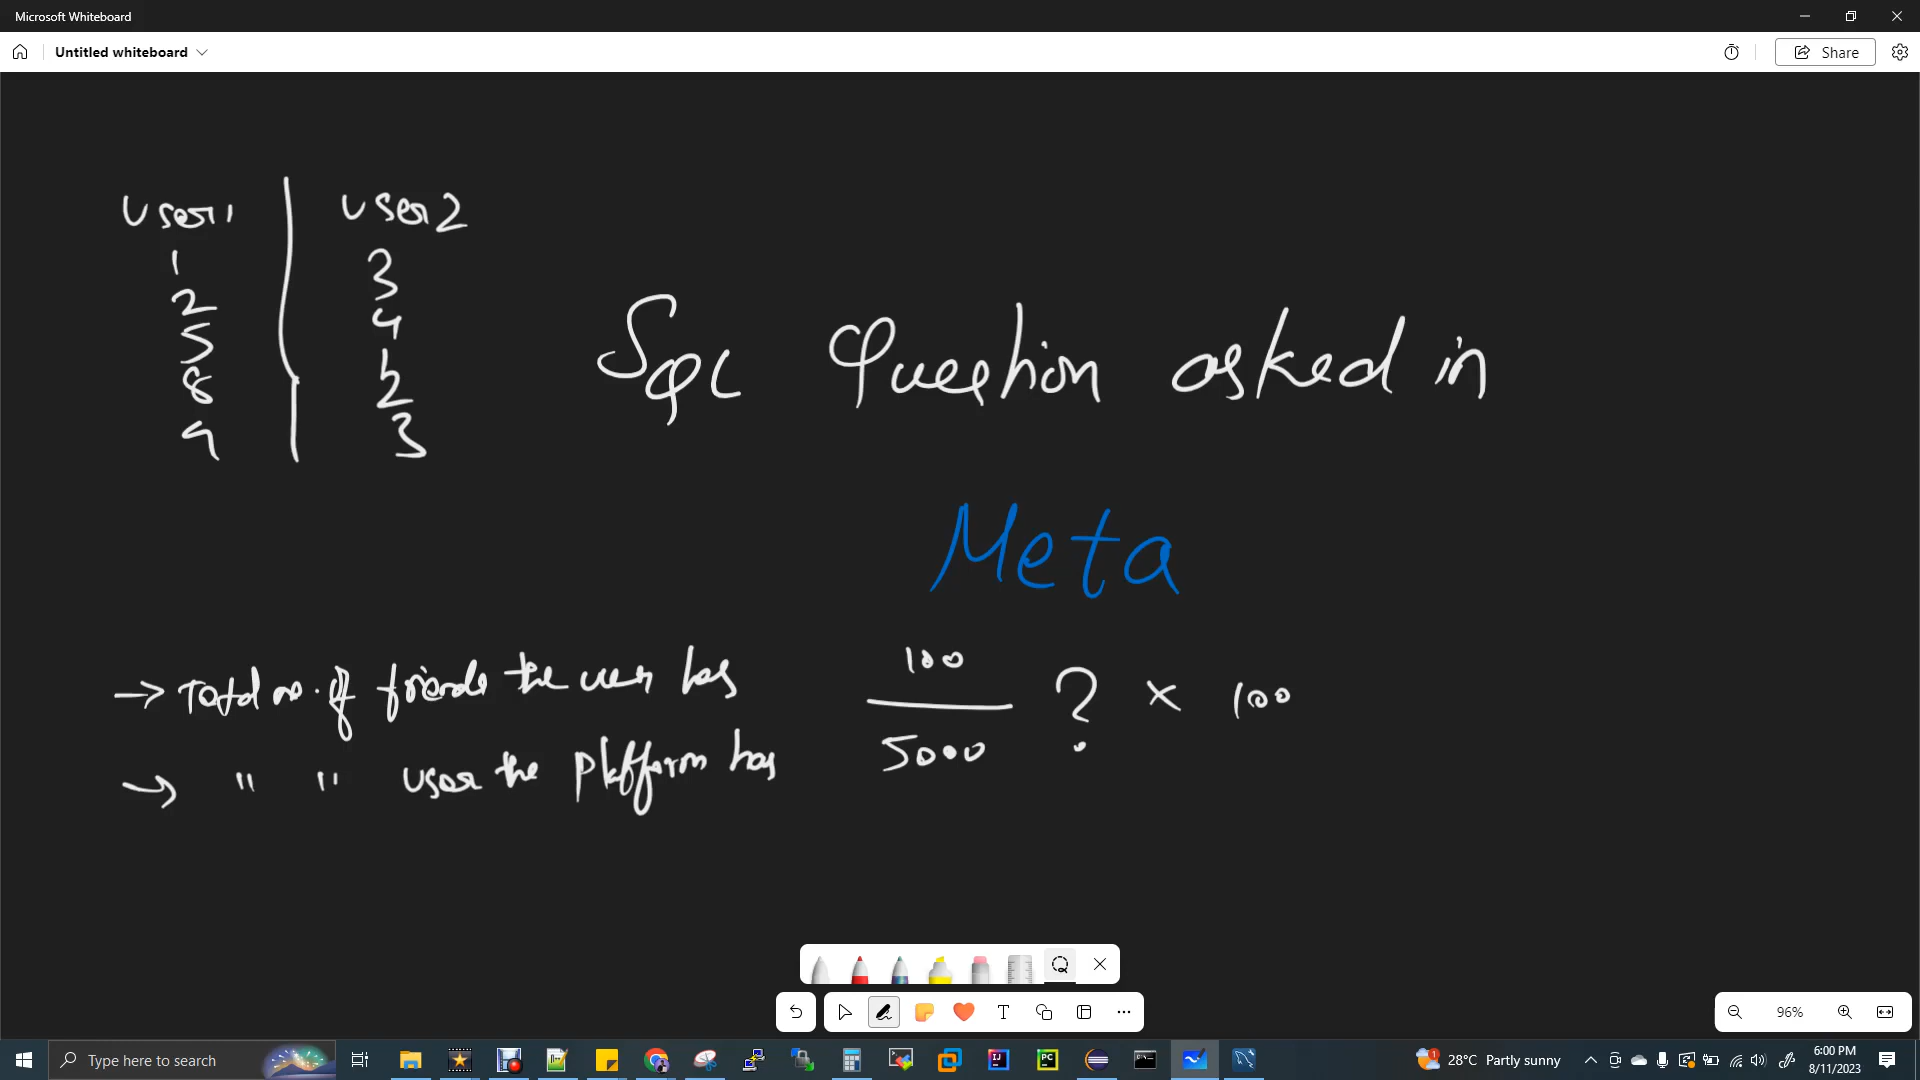 Microsoft Whiteboard
Untitled whiteboard
Share
user1 user2
1 3
2 4
5
8 2
9 3
SQL Question asked in
Meta
→ Total no. of friends the user has
→ " " user the platform has
100
5000
? × 100
96%
Type here to search
28°C Partly sunny
6:00 PM
8/11/2023